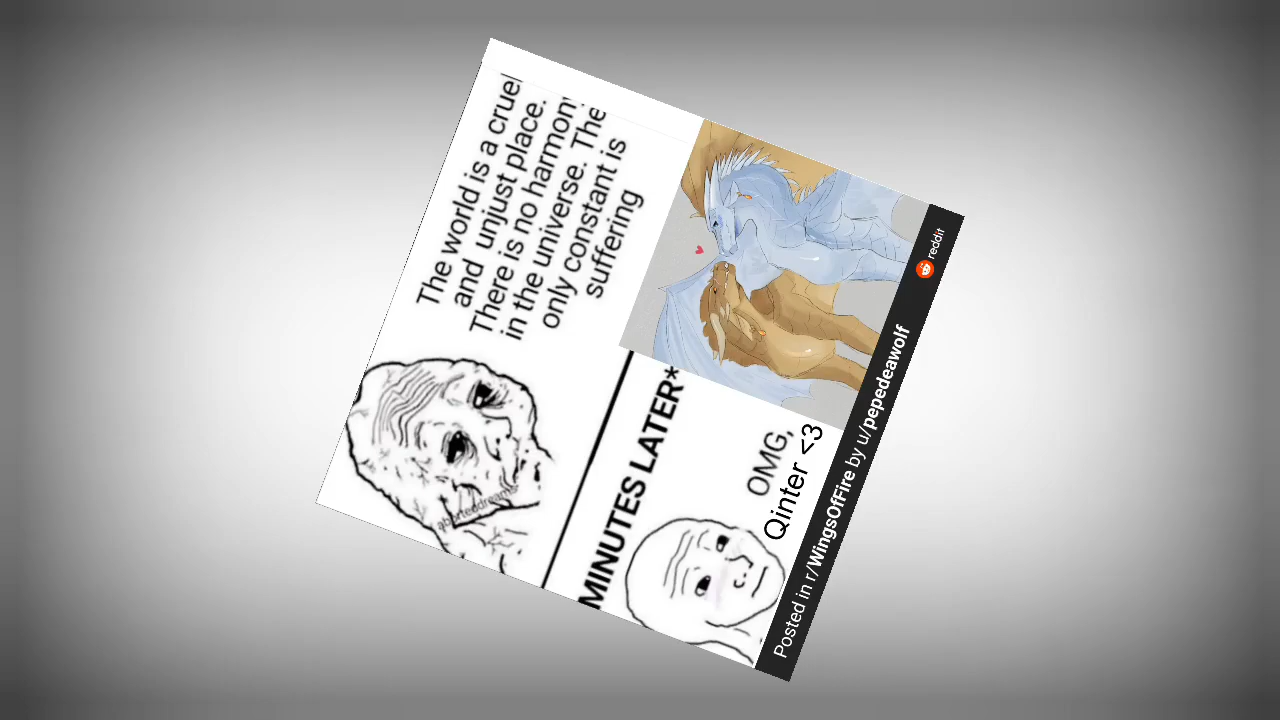 The world is a cruel
and unjust place.
There is no harmony
in the universe. The
only constant is
suffering
aborteddreamer
MINUTES LATER*
OMG,
Qinter <3
Posted in r/WingsOfFire by u/pepedeawolf
reddit